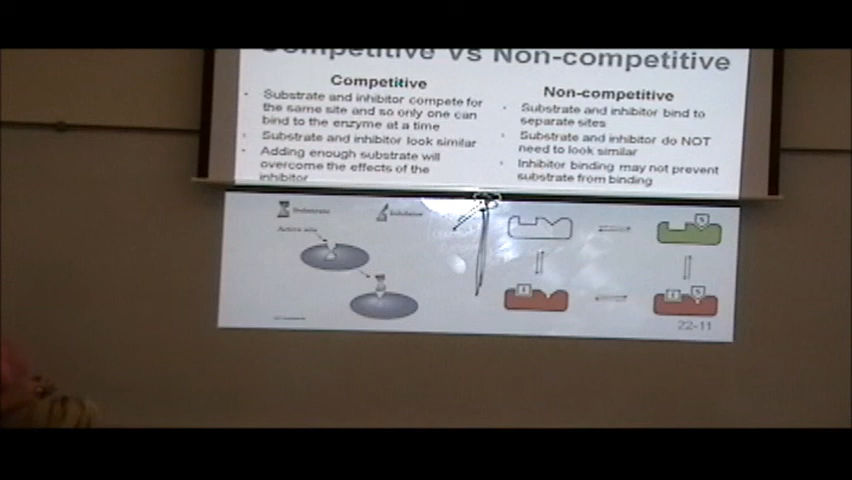 Competitive vs Non-competitive
Competitive
Substrate and inhibitor compete for
the same site and so only one can
bind to the enzyme at a time
Substrate and inhibitor look similar
Adding enough substrate will
overcome the effects of the
inhibitor
Non-competitive
Substrate and inhibitor bind to
separate sites
Substrate and inhibitor do NOT
need to look similar
Inhibitor binding may not prevent
substrate from binding
Substrate
Inhibitor
Active site
S
I
I S
22-11